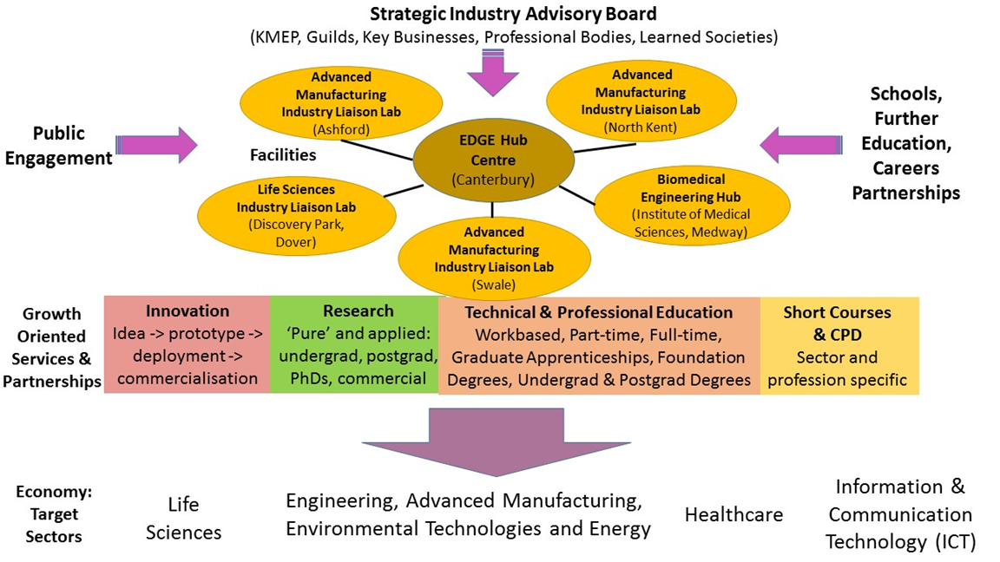 Strategic Industry Advisory Board
(KMEP, Guilds, Key Businesses, Professional Bodies, Learned Societies)
Advanced
Manufacturing
Industry Liaison Lab
(Ashford)
Advanced
Manufacturing
Industry Liaison Lab
(North Kent)
Public
Engagement
Facilities
EDGE Hub
Centre
(Canterbury)
Schools,
Further
Education,
Careers
Partnerships
Life Sciences
Industry Liaison Lab
(Discovery Park,
Dover)
Biomedical
Engineering Hub
(Institute of Medical
Sciences, Medway)
Advanced
Manufacturing
Industry Liaison Lab
(Swale)
Growth
Oriented
Services &
Partnerships
Innovation
Idea -> prototype ->
deployment ->
commercialisation
Research
‘Pure’ and applied:
undergrad, postgrad,
PhDs, commercial
Technical & Professional Education
Workbased, Part-time, Full-time,
Graduate Apprenticeships, Foundation
Degrees, Undergrad & Postgrad Degrees
Short Courses
& CPD
Sector and
profession specific
Economy:
Target
Sectors
Life
Sciences
Engineering, Advanced Manufacturing,
Environmental Technologies and Energy
Healthcare
Information &
Communication
Technology (ICT)